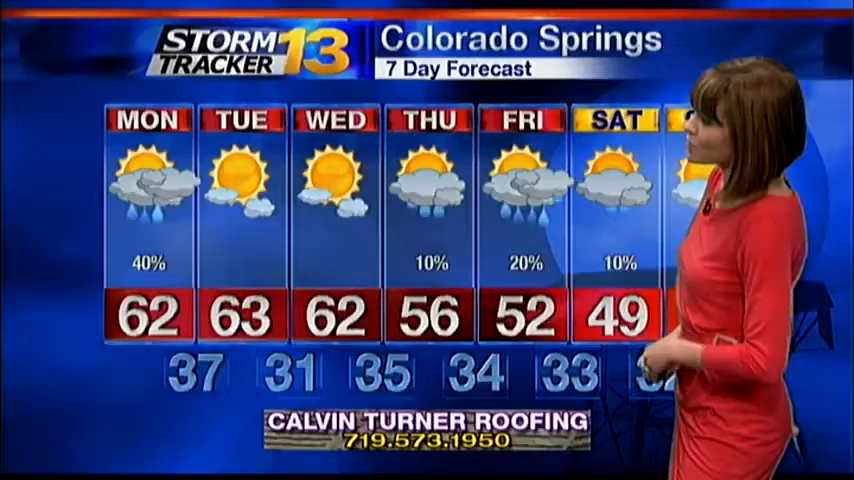 STORM TRACKER 13
Colorado Springs
7 Day Forecast
MON TUE WED THU FRI SAT
40% 10% 20% 10%
62 63 62 56 52 49
37 31 35 34 33
CALVIN TURNER ROOFING
719.573.1950